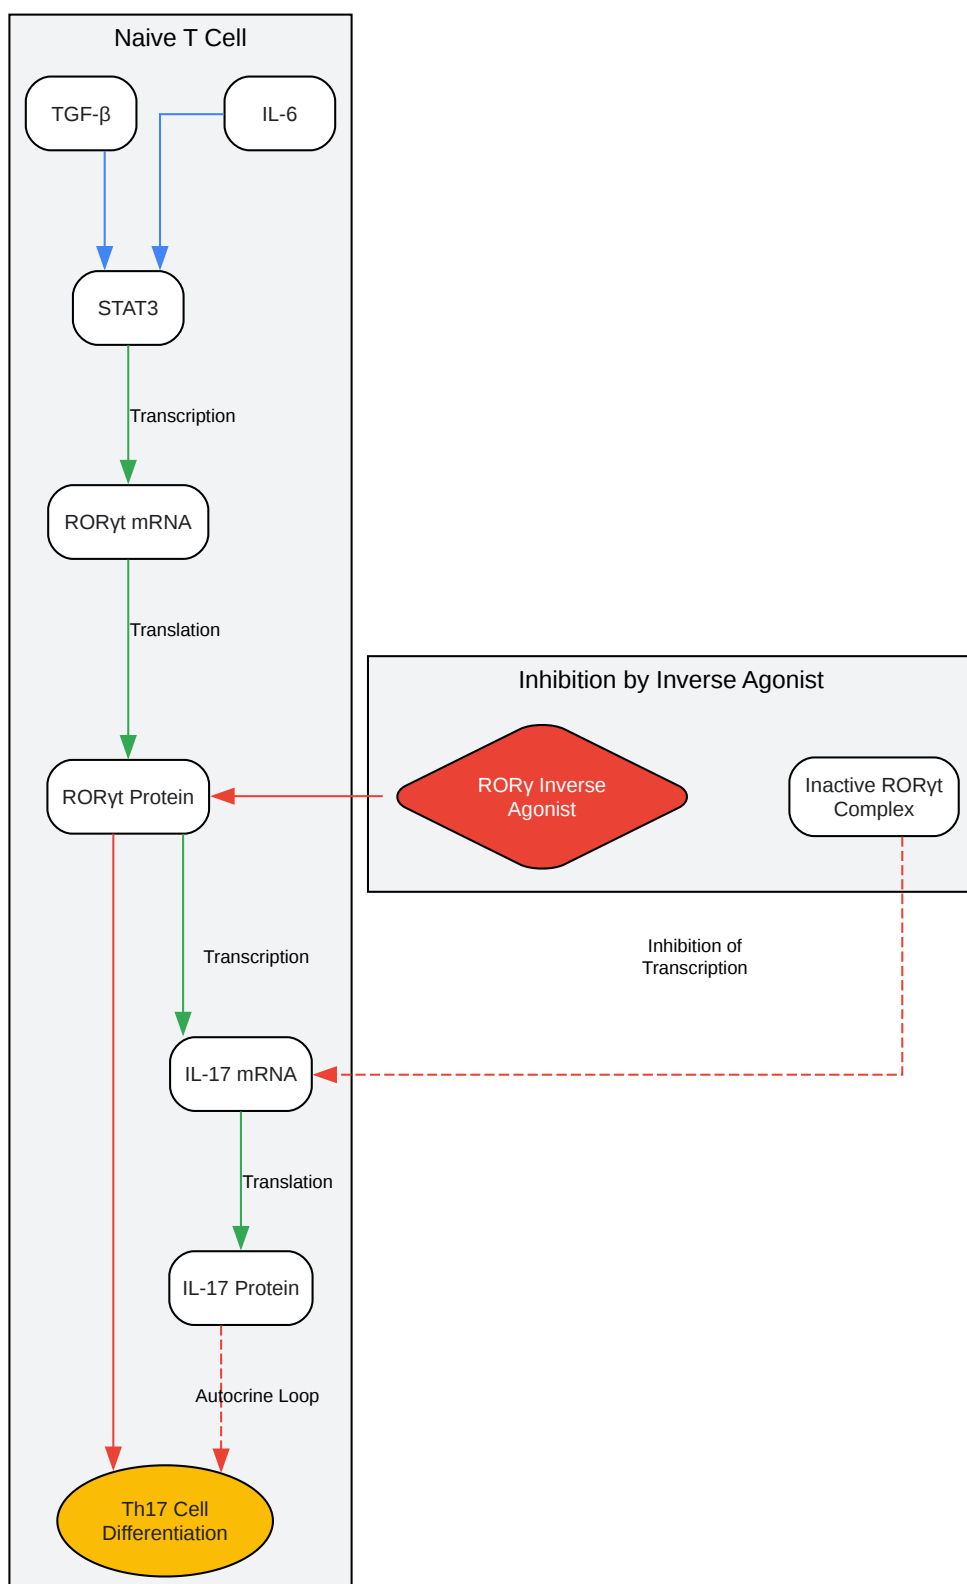 Naive T Cell
TGF-β
IL-6
STAT3
Transcription
RORγt mRNA
Translation
Inhibition by Inverse Agonist
RORγt Protein
RORγ Inverse
Agonist
Inactive RORγt
Complex
Transcription
Inhibition of
Transcription
IL-17 mRNA
Translation
IL-17 Protein
Autocrine Loop
Th17 Cell
Differentiation